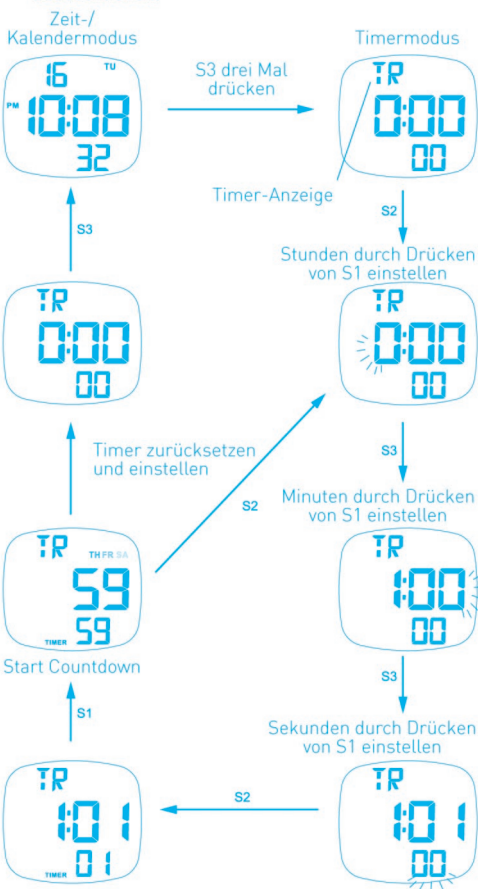 Zeit-/
Kalendermodus
16 TU
PM 10:08
32
S3 drei Mal
drücken
Timermodus
TR
0:00
00
Timer-Anzeige
S2
Stunden durch Drücken
von S1 einstellen
TR
0:00
00
S3
Minuten durch Drücken
von S1 einstellen
TR
1:00
00
S3
Sekunden durch Drücken
von S1 einstellen
TR
1:01
00
S2
TR
1:01
TIMER 01
S1
Start Countdown
TR TH FR SA
59
TIMER 59
S2
Timer zurücksetzen
und einstellen
TR
0:00
00
S3